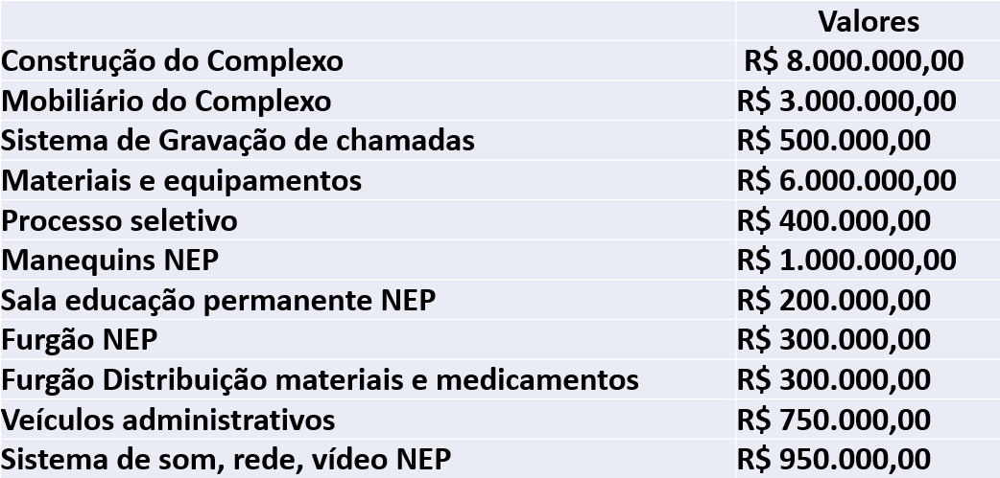 Valores
Construção do Complexo R$ 8.000.000,00
Mobiliário do Complexo R$ 3.000.000,00
Sistema de Gravação de chamadas R$ 500.000,00
Materiais e equipamentos R$ 6.000.000,00
Processo seletivo R$ 400.000,00
Manequins NEP R$ 1.000.000,00
Sala educação permanente NEP R$ 200.000,00
Furgão NEP R$ 300.000,00
Furgão Distribuição materiais e medicamentos R$ 300.000,00
Veículos administrativos R$ 750.000,00
Sistema de som, rede, vídeo NEP R$ 950.000,00